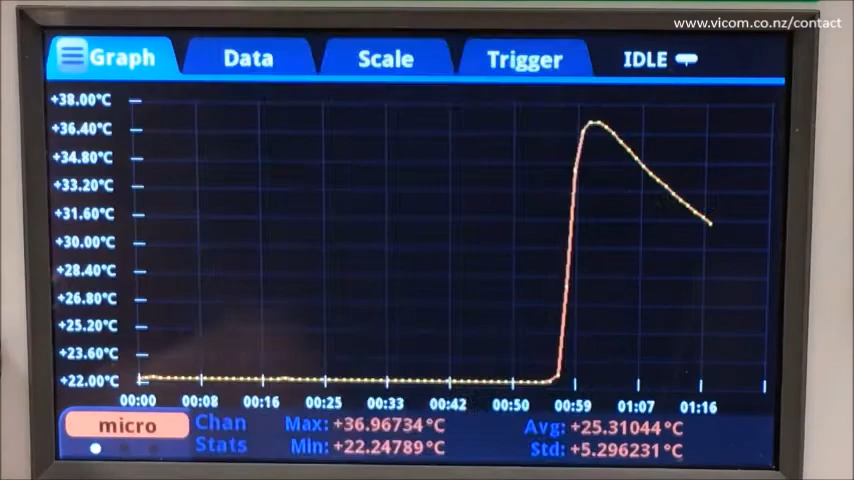 www.vicom.co.nz/contact
Graph Data Scale Trigger IDLE
+38.00°C
+36.40°C
+34.80°C
+33.20°C
+31.60°C
+30.00°C
+28.40°C
+26.80°C
+25.20°C
+23.60°C
+22.00°C
00:00 00:08 00:16 00:25 00:33 00:42 00:50 00:59 01:07 01:16
micro Chan Stats
Max: +36.96734°C Avg: +25.31044°C
Min: +22.24789°C Std: +5.296231°C